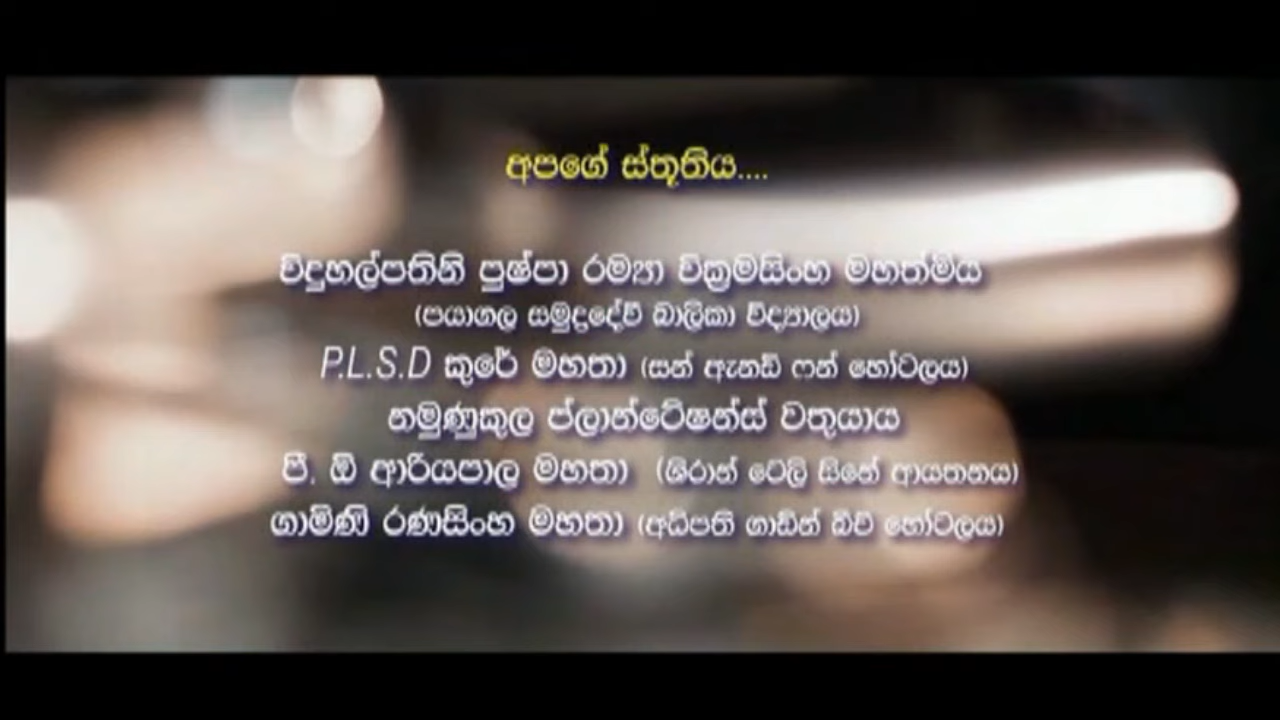 අපගේ ස්තූතිය....
විදුහල්පතිනි පුෂ්පා රම්‍යා වික්‍රමසිංහ මහත්මිය
(පයාගල සමුද්‍රදේවි බාලිකා විද්‍යාලය)
P.L.S.D කුරේ මහතා (සන් ඇනඩ් ෆන් හෝටලය)
නමුණුකුල ප්ලාන්ටේෂන්ස් වතුයාය
පී. ඕ ආරියපාල මහතා (ශිරාන් ටෙලි සිනේ ආයතනය)
ගාමිණි රණසිංහ මහතා (අධිපති ගාඩ්න් බීච් හෝටලය)